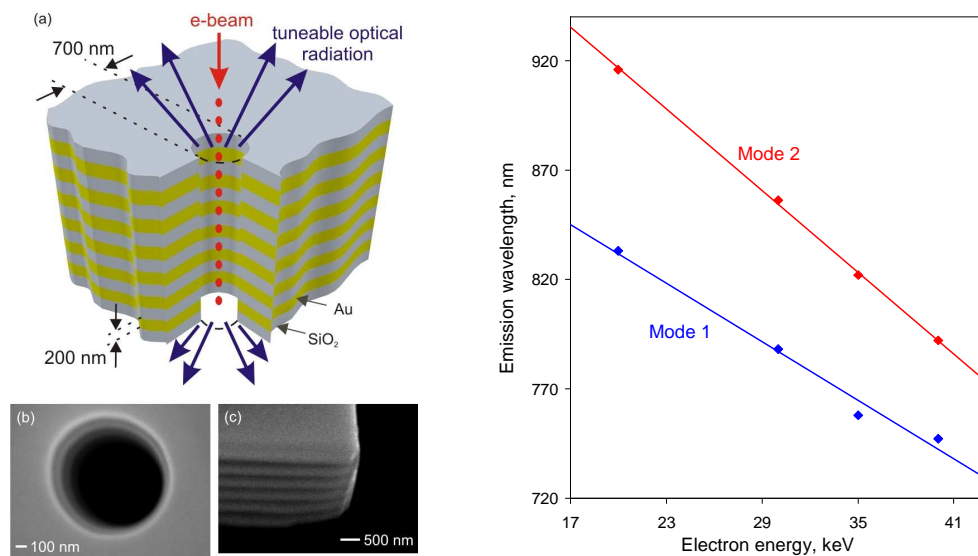 (a)
e-beam
tuneable optical
radiation
700 nm
Au
SiO₂
200 nm
(b)
100 nm
(c)
500 nm
Emission wavelength, nm
920
870
820
770
720
Mode 2
Mode 1
17
23
29
35
41
Electron energy, keV